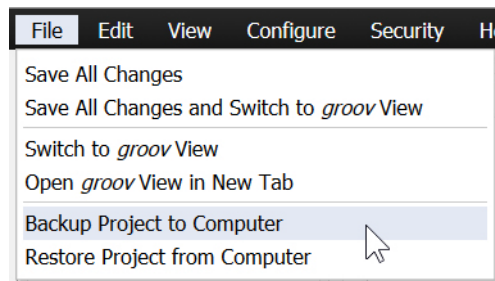 File Edit View Configure Security
Save All Changes
Save All Changes and Switch to groov View
Switch to groov View
Open groov View in New Tab
Backup Project to Computer
Restore Project from Computer